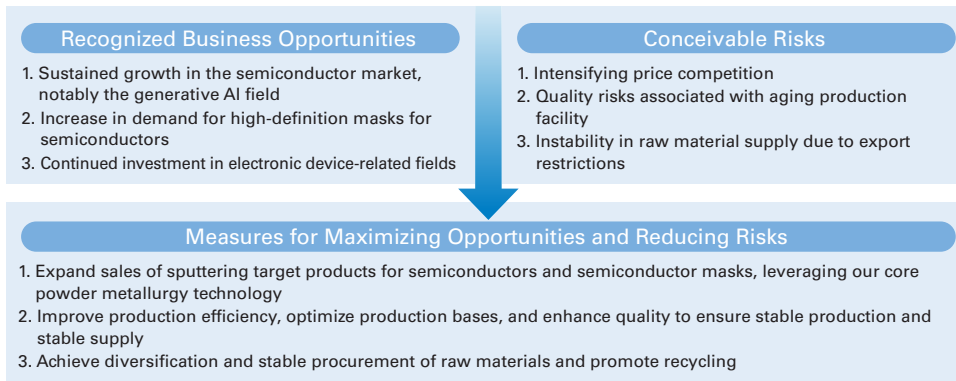 Recognized Business Opportunities
1. Sustained growth in the semiconductor market,
notably the generative AI field
2. Increase in demand for high-definition masks for
semiconductors
3. Continued investment in electronic device-related fields
Conceivable Risks
1. Intensifying price competition
2. Quality risks associated with aging production
facility
3. Instability in raw material supply due to export
restrictions
Measures for Maximizing Opportunities and Reducing Risks
1. Expand sales of sputtering target products for semiconductors and semiconductor masks, leveraging our core
powder metallurgy technology
2. Improve production efficiency, optimize production bases, and enhance quality to ensure stable production and
stable supply
3. Achieve diversification and stable procurement of raw materials and promote recycling